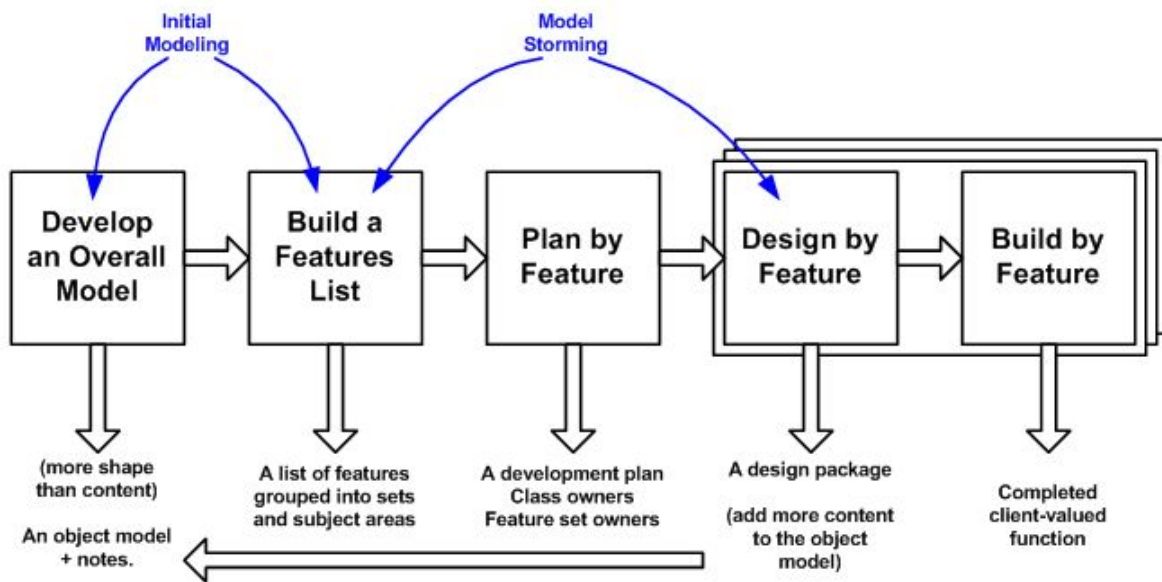 Initial
Modeling
Model
Storming
Develop
an Overall
Model
Build a
Features
List
Plan by
Feature
Design by
Feature
Build by
Feature
(more shape
than content)
An object model
+ notes.
A list of features
grouped into sets
and subject areas
A development plan
Class owners
Feature set owners
A design package
(add more content
to the object
model)
Completed
client-valued
function